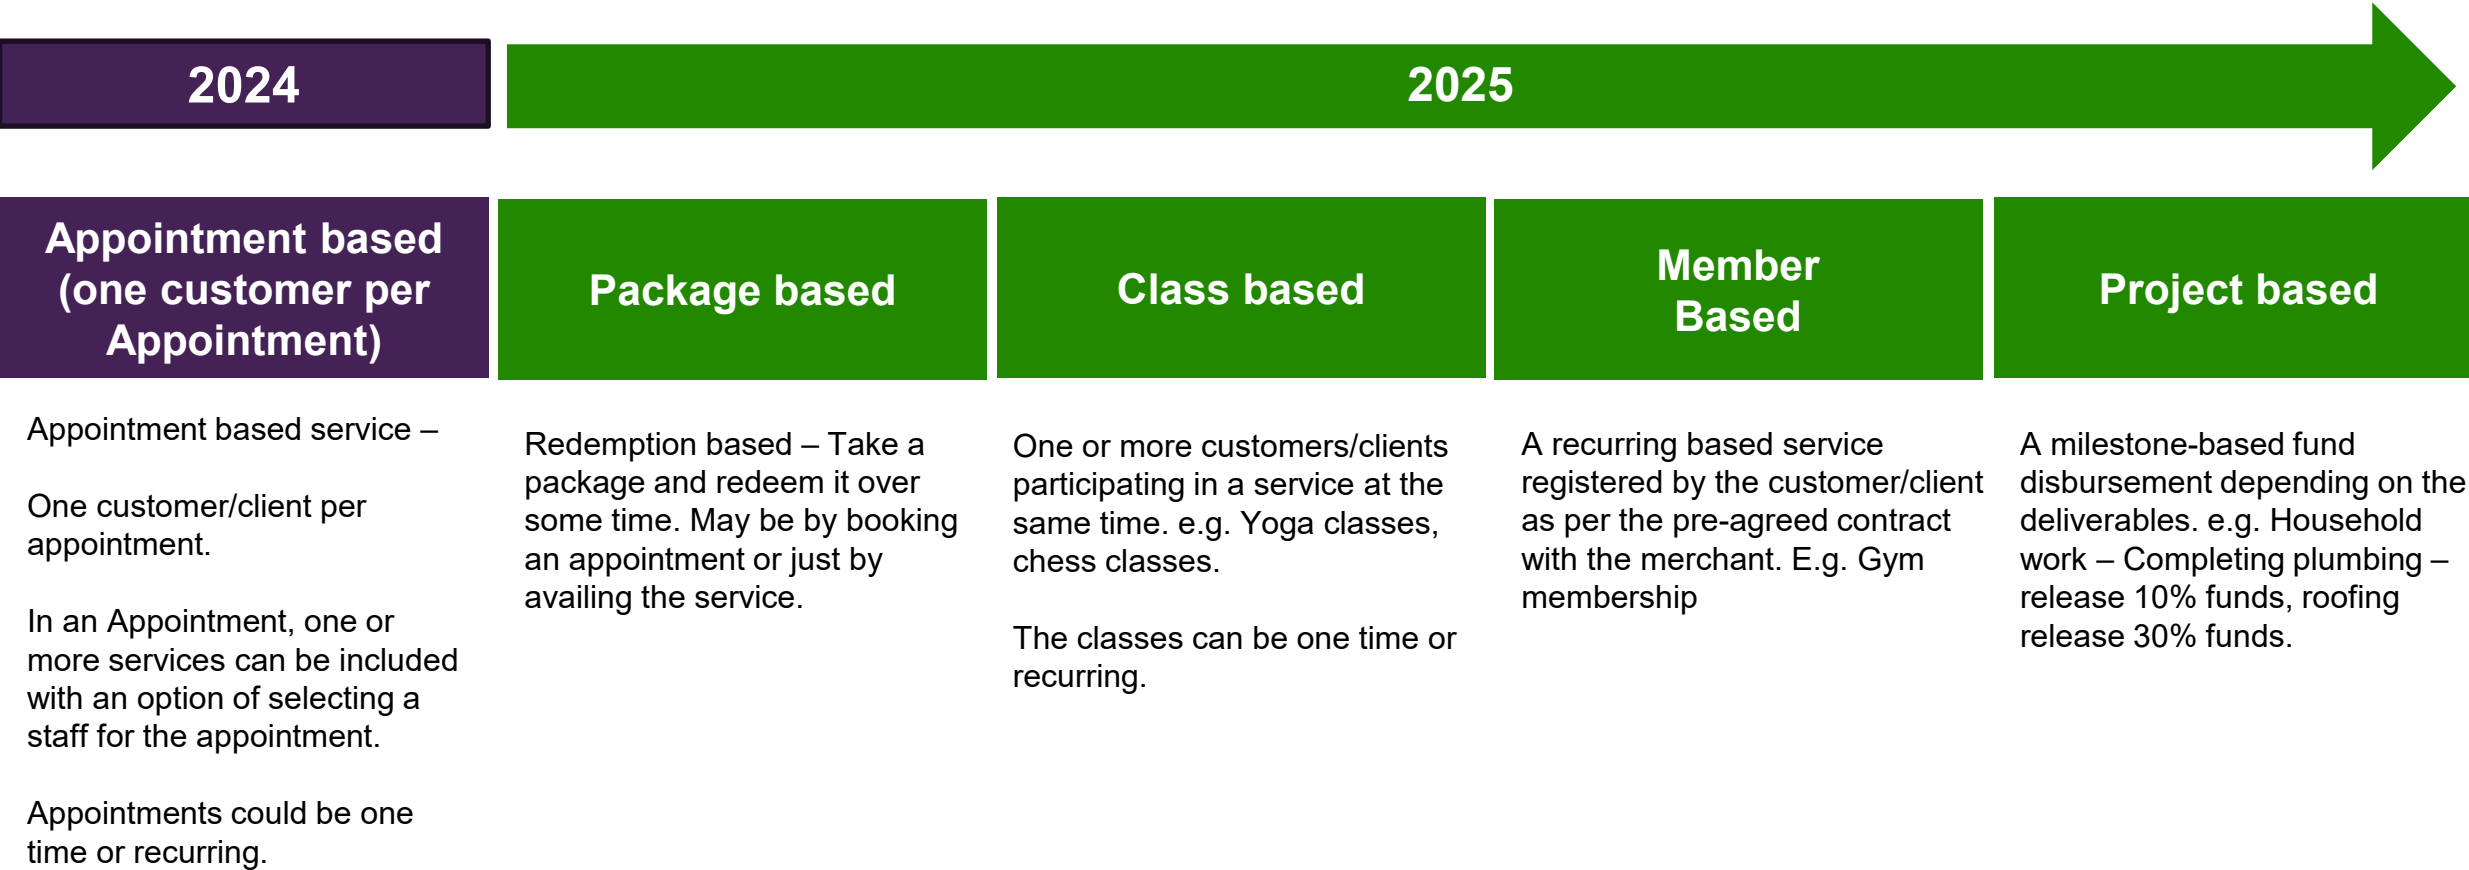 2024
2025
Appointment based
(one customer per
Appointment)
Package based
Class based
Member
Based
Project based
Appointment based service –
One customer/client per
appointment.
In an Appointment, one or
more services can be included
with an option of selecting a
staff for the appointment.
Appointments could be one
time or recurring.
Redemption based – Take a
package and redeem it over
some time. May be by booking
an appointment or just by
availing the service.
One or more customers/clients
participating in a service at the
same time. e.g. Yoga classes,
chess classes.
The classes can be one time or
recurring.
A recurring based service
registered by the customer/client
as per the pre-agreed contract
with the merchant. E.g. Gym
membership
A milestone-based fund
disbursement depending on the
deliverables. e.g. Household
work – Completing plumbing –
release 10% funds, roofing
release 30% funds.